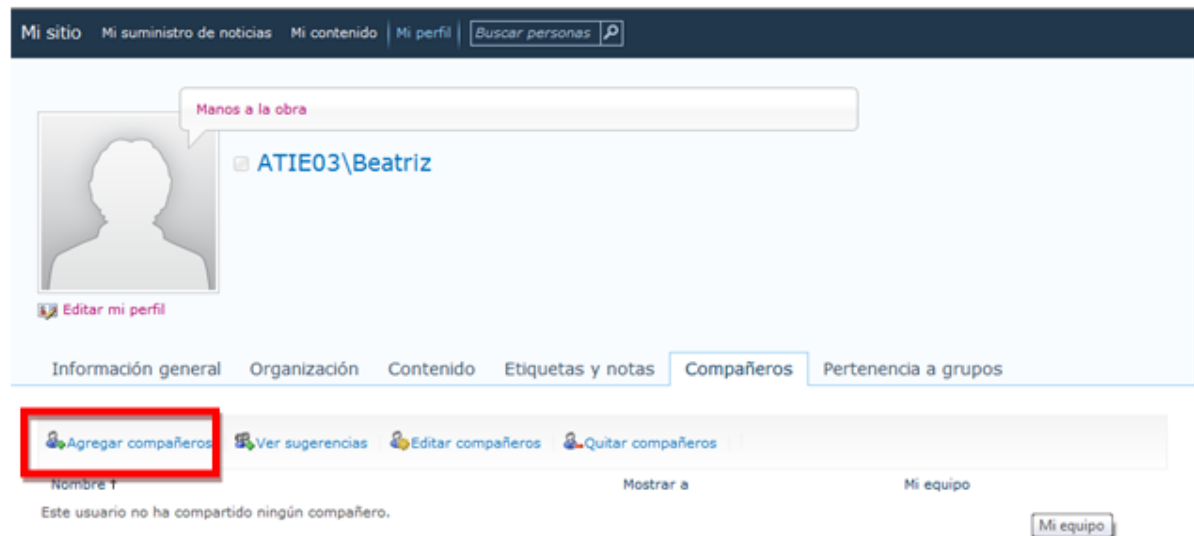 Mi sitio Mi suministro de noticias Mi contenido Mi perfil Buscar personas
Manos a la obra
ATIE03\Beatriz
Editar mi perfil
Información general Organización Contenido Etiquetas y notas Compañeros Pertenencia a grupos
Agregar compañeros Ver sugerencias Editar compañeros Quitar compañeros
Nombre ↑ Mostrar a Mi equipo
Este usuario no ha compartido ningún compañero.
Mi equipo